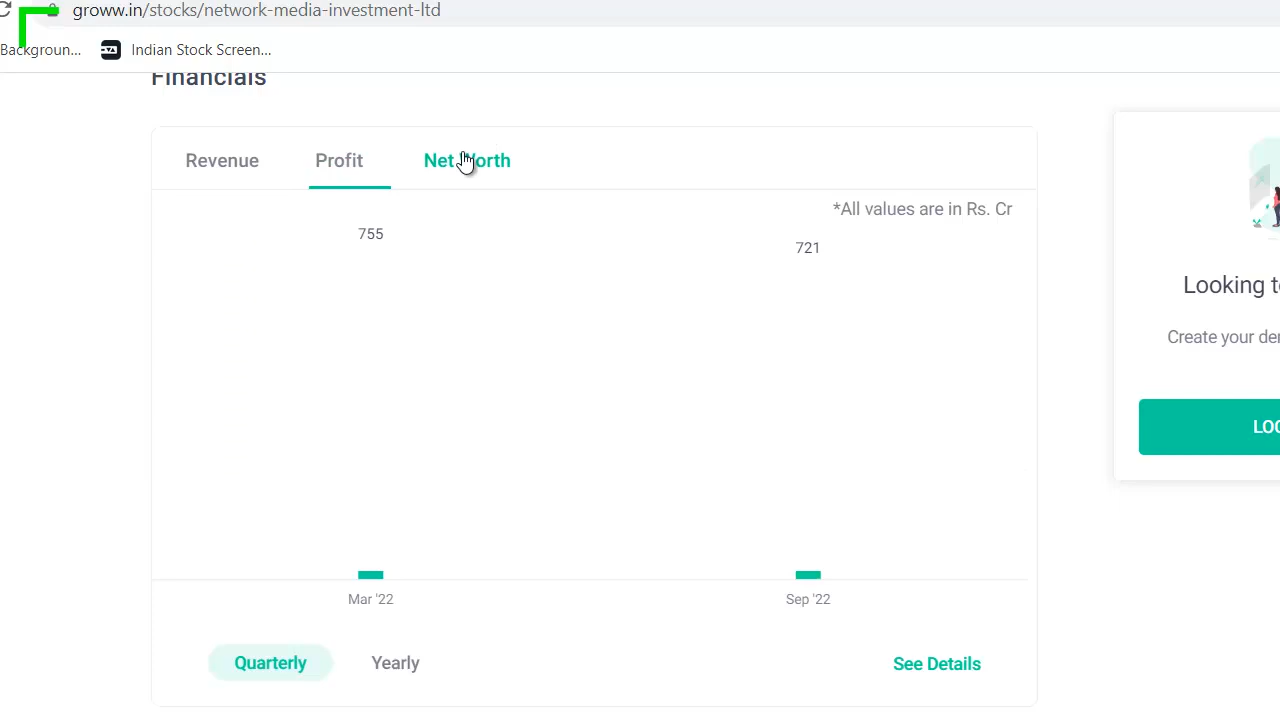 groww.in/stocks/network-media-investment-ltd
Backgroun... Indian Stock Screen...
Financials
Revenue Profit Net Worth
*All values are in Rs. Cr
755
721
Looking t
Create your de
LO
Mar '22 Sep '22
Quarterly Yearly See Details